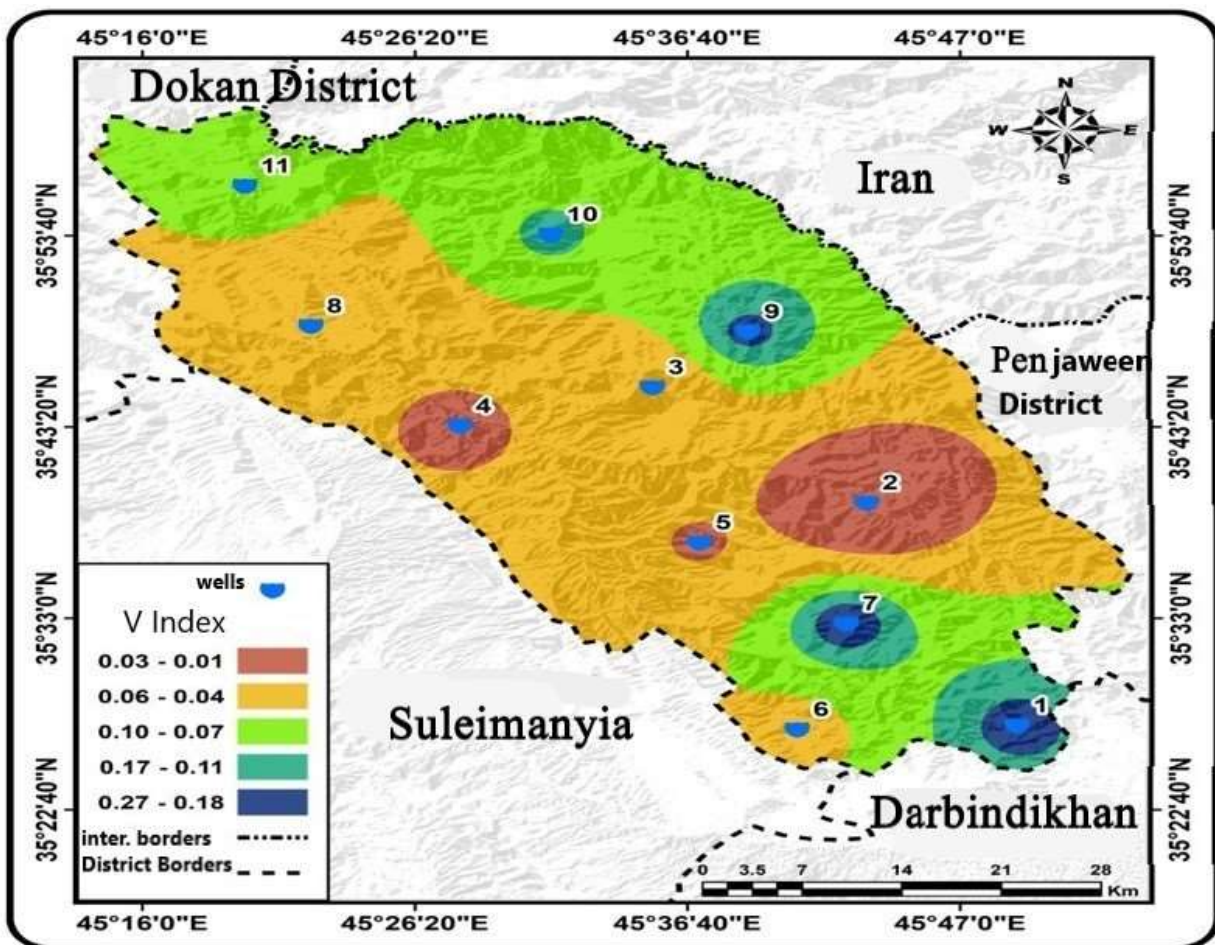 45°16'0"E 45°26'20"E 45°36'40"E 45°47'0"E
Dokan District
N
W E
S
Iran
11
10
35°53'40"N 35°53'40"N
9
8
3
Penjaween
District
4
35°43'20"N 35°43'20"N
2
5
wells
V Index
7
35°33'0"N 35°33'0"N
0.03 - 0.01
0.06 - 0.04
0.10 - 0.07
0.17 - 0.11
0.27 - 0.18
6
1
Suleimanyia
Darbindikhan
35°22'40"N 35°22'40"N
inter. borders
District Borders
0 3.5 7 14 21 28
Km
45°16'0"E 45°26'20"E 45°36'40"E 45°47'0"E